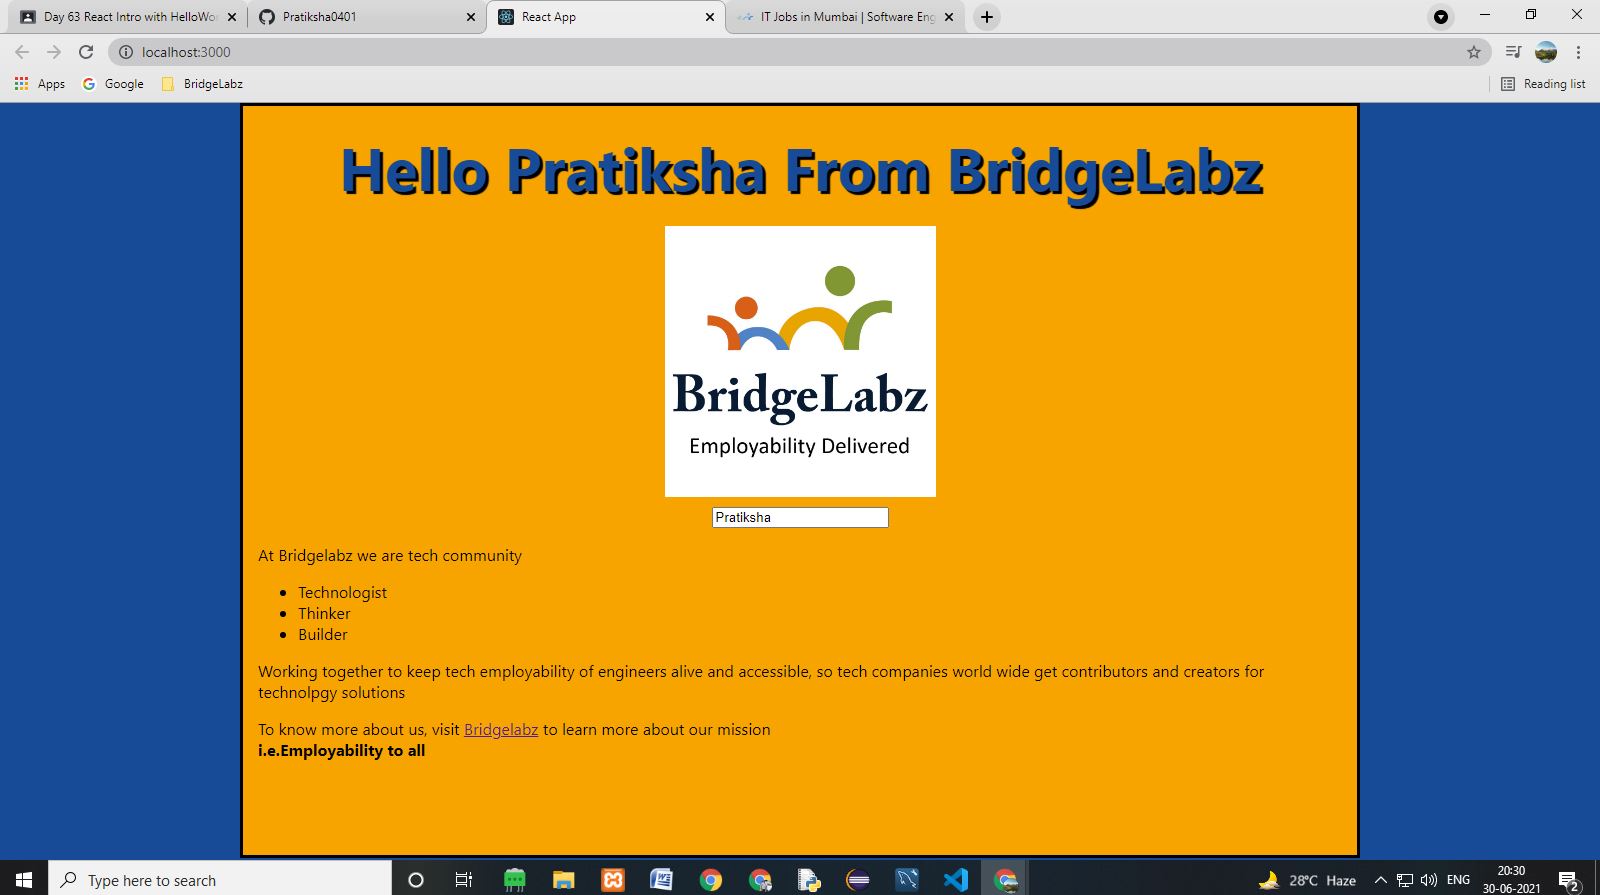 Day 63 React Intro with HelloWor
Pratiksha0401
React App
IT Jobs in Mumbai | Software Eng
localhost:3000
Apps
Google
BridgeLabz
Reading list
Hello Pratiksha From BridgeLabz
BridgeLabz
Employability Delivered
Pratiksha
At Bridgelabz we are tech community
Technologist
Thinker
Builder
Working together to keep tech employability of engineers alive and accessible, so tech companies world wide get contributors and creators for
technolpgy solutions
To know more about us, visit Bridgelabz to learn more about our mission
i.e.Employability to all
Type here to search
28°C Haze
ENG
20:30
30-06-2021
2